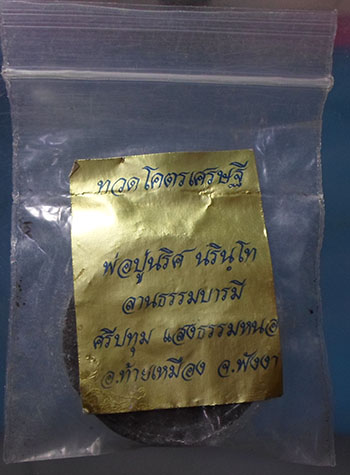 ทวดโคตรเศรษฐี
พ่อปู่นริศ นรินฺโท
ลานธรรมบารมี
ศรีปทุม แสงธรรมหนอ
อ.ท้ายเหมือง จ.พังงา